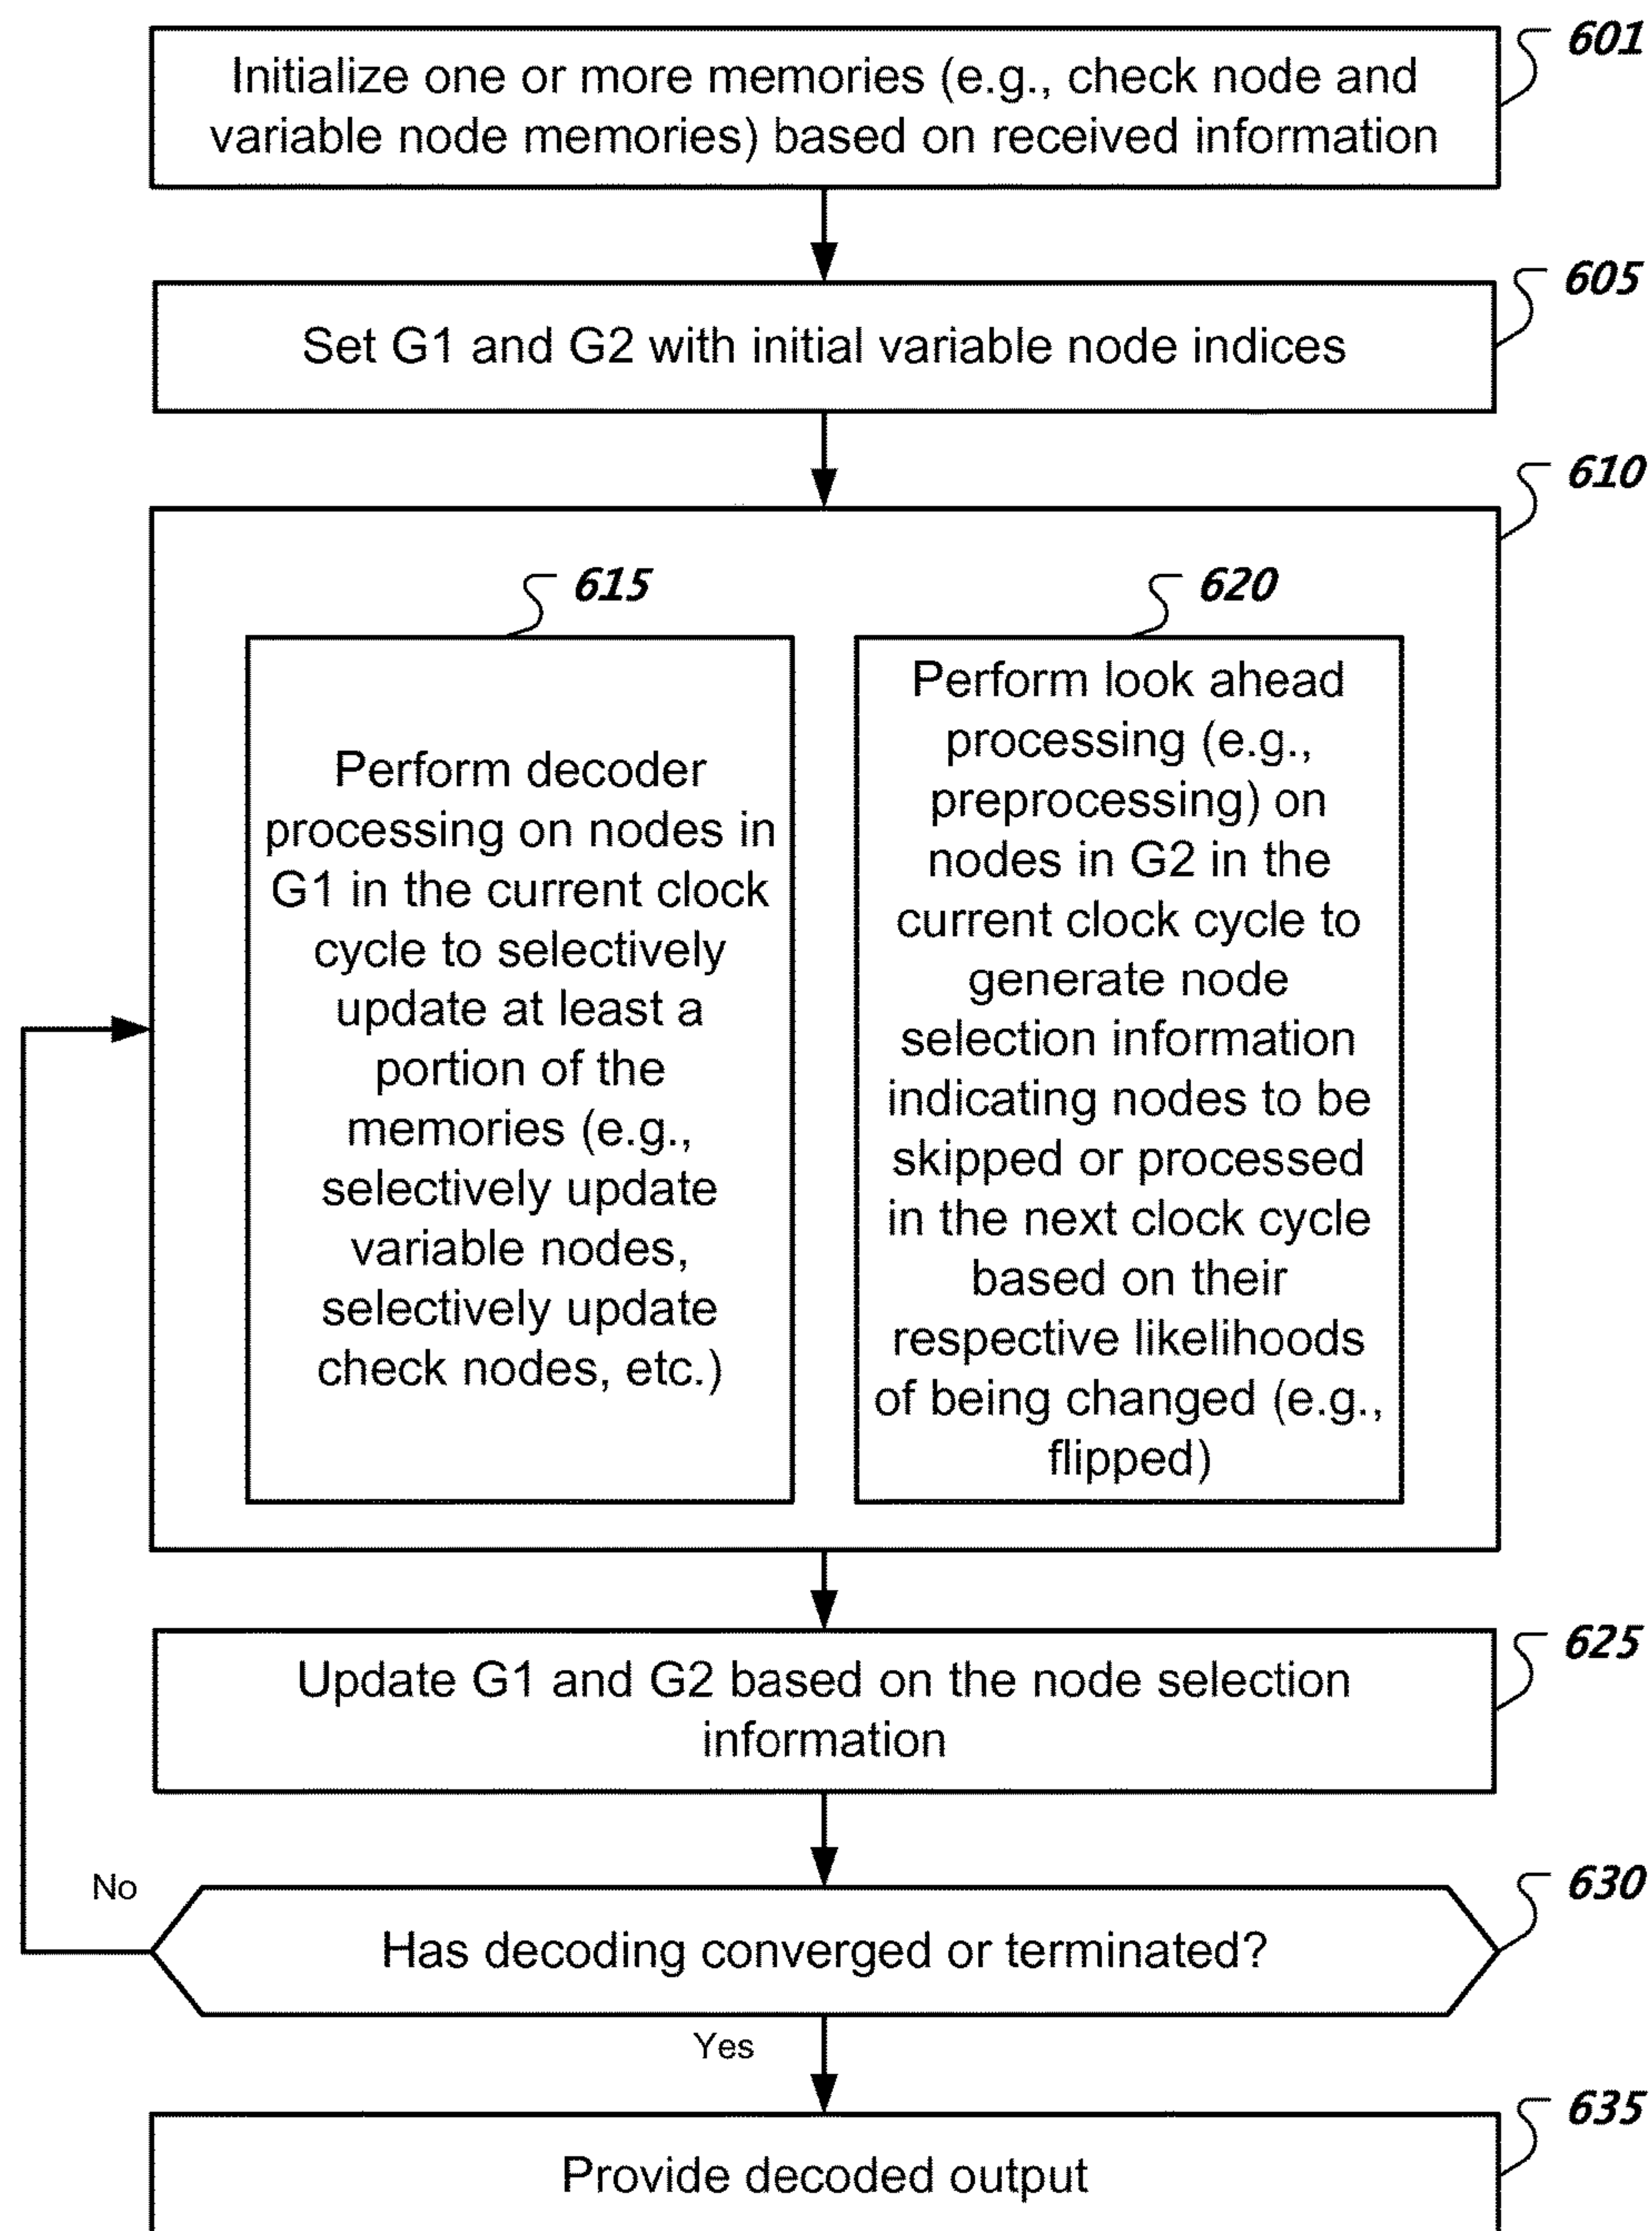 601
Initialize one or more memories (e.g., check node and
variable node memories) based on received information
605
Set G1 and G2 with initial variable node indices
610
615
Perform decoder
processing on nodes in
G1 in the current clock
cycle to selectively
update at least a
portion of the
memories (e.g.,
selectively update
variable nodes,
selectively update
check nodes, etc.)
620
Perform look ahead
processing (e.g.,
preprocessing) on
nodes in G2 in the
current clock cycle to
generate node
selection information
indicating nodes to be
skipped or processed
in the next clock cycle
based on their
respective likelihoods
of being changed (e.g.,
flipped)
625
Update G1 and G2 based on the node selection
information
630
No
Has decoding converged or terminated?
Yes
635
Provide decoded output